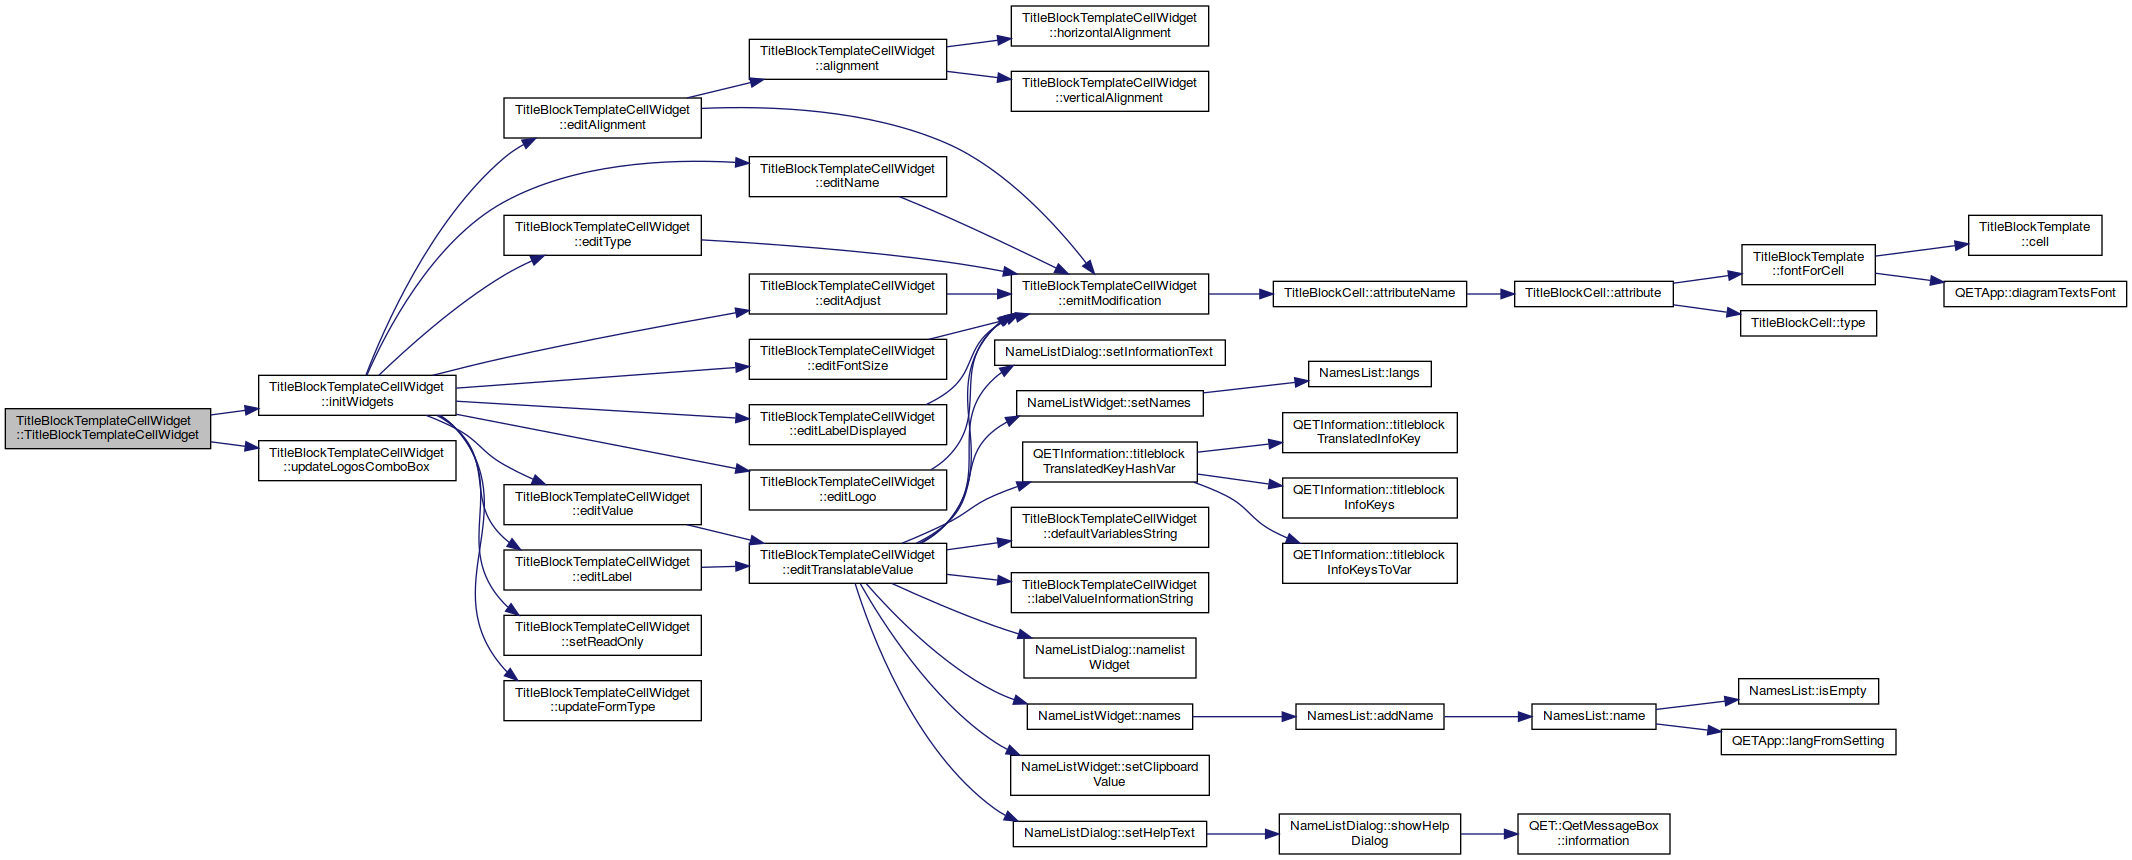 TitleBlockTemplateCellWidget
::TitleBlockTemplateCellWidget
TitleBlockTemplateCellWidget
::initWidgets
TitleBlockTemplateCellWidget
::updateLogosComboBox
TitleBlockTemplateCellWidget
::editAlignment
TitleBlockTemplateCellWidget
::editType
TitleBlockTemplateCellWidget
::editValue
TitleBlockTemplateCellWidget
::editLabel
TitleBlockTemplateCellWidget
::setReadOnly
TitleBlockTemplateCellWidget
::updateFormType
TitleBlockTemplateCellWidget
::alignment
TitleBlockTemplateCellWidget
::editName
TitleBlockTemplateCellWidget
::editAdjust
TitleBlockTemplateCellWidget
::editFontSize
TitleBlockTemplateCellWidget
::editLabelDisplayed
TitleBlockTemplateCellWidget
::editLogo
TitleBlockTemplateCellWidget
::editTranslatableValue
TitleBlockTemplateCellWidget
::horizontalAlignment
TitleBlockTemplateCellWidget
::verticalAlignment
TitleBlockTemplateCellWidget
::emitModification
NameListDialog::setInformationText
NameListWidget::setNames
QETInformation::titleblock
TranslatedKeyHashVar
TitleBlockTemplateCellWidget
::defaultVariablesString
TitleBlockTemplateCellWidget
::labelValueInformationString
NameListDialog::namelist
Widget
NameListWidget::names
NameListWidget::setClipboard
Value
NameListDialog::setHelpText
TitleBlockCell::attributeName
NamesList::langs
QETInformation::titleblock
TranslatedInfoKey
QETInformation::titleblock
InfoKeys
QETInformation::titleblock
InfoKeysToVar
NamesList::addName
NameListDialog::showHelp
Dialog
TitleBlockCell::attribute
NamesList::name
QET::QetMessageBox
::information
TitleBlockTemplate
::fontForCell
TitleBlockCell::type
NamesList::isEmpty
QETApp::langFromSetting
TitleBlockTemplate
::cell
QETApp::diagramTextsFont